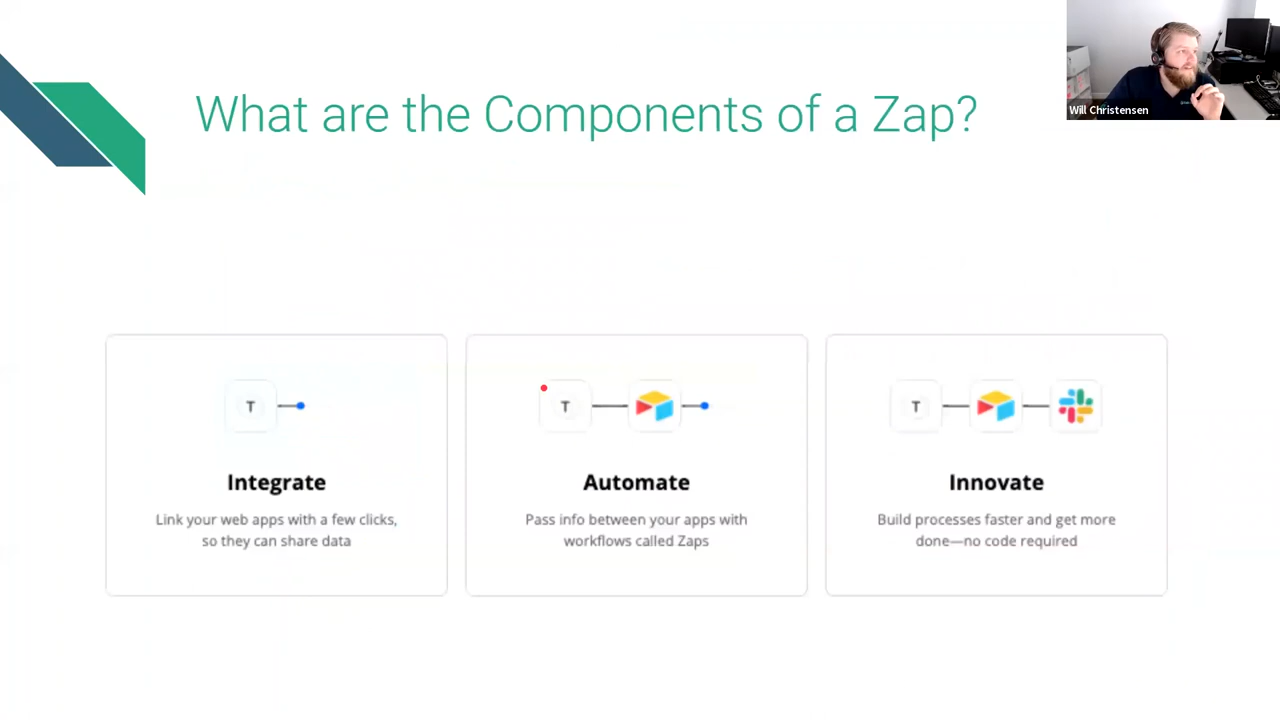 What are the Components of a Zap?
Will Christensen
T
T
T
Integrate
Link your web apps with a few clicks,
so they can share data
Automate
Pass info between your apps with
workflows called Zaps
Innovate
Build processes faster and get more
done—no code required